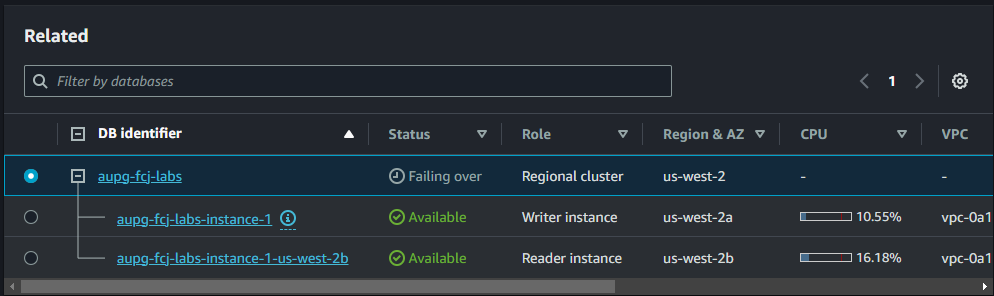 Related
Filter by databases
1
DB identifier Status Role Region & AZ CPU VPC
aupg-fcj-labs Failing over Regional cluster us-west-2 - -
aupg-fcj-labs-instance-1 Available Writer instance us-west-2a 10.55% vpc-0a1
aupg-fcj-labs-instance-1-us-west-2b Available Reader instance us-west-2b 16.18% vpc-0a1